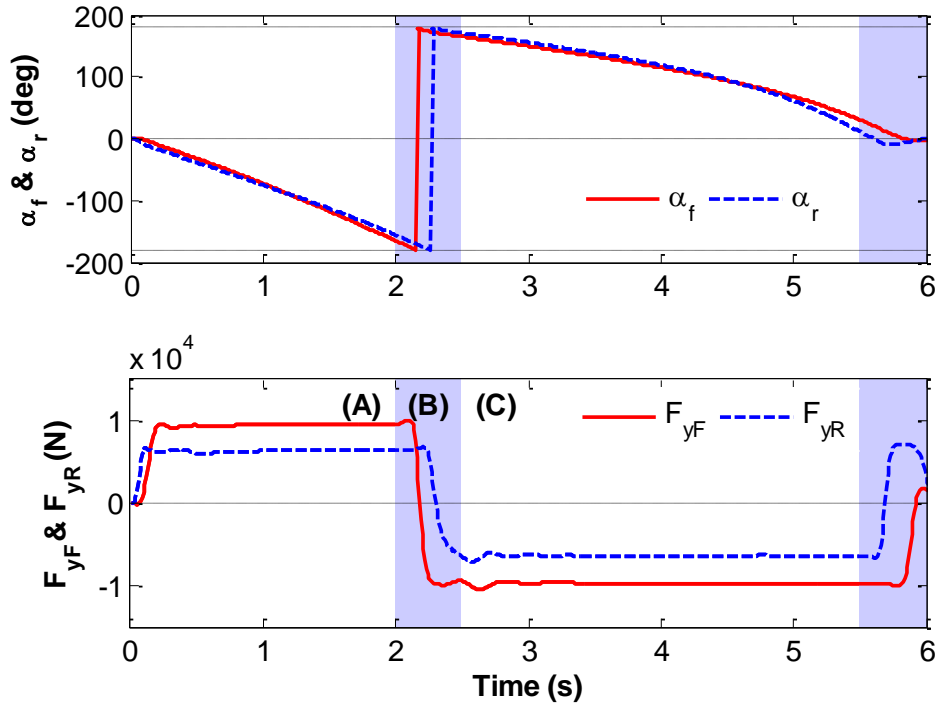 200
100
0
-100
-200
α_f & α_r (deg)
α_f α_r
0 1 2 3 4 5 6
x 10^4
1
0
-1
F_yF & F_yR (N)
(A) (B) (C)
F_yF F_yR
0 1 2 3 4 5 6
Time (s)